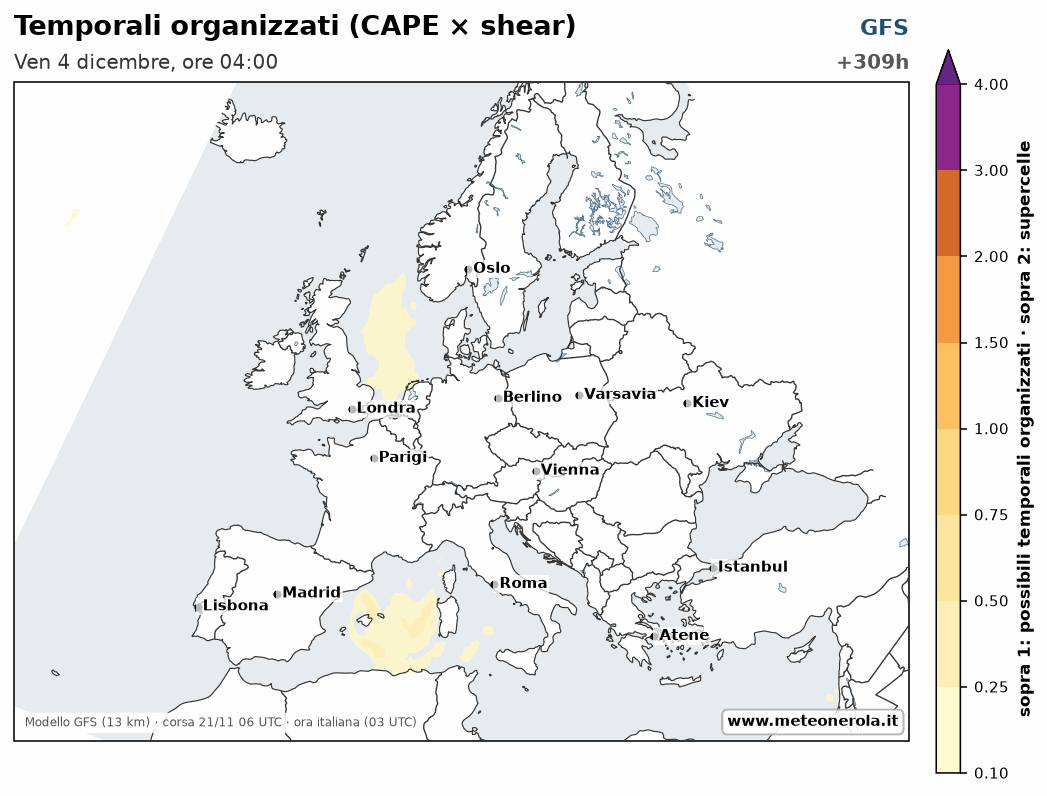 Temporali organizzati (CAPE × shear)
GFS
Ven 4 dicembre, ore 04:00
+309h
Oslo
Londra
Berlino
Varsavia
Kiev
Parigi
Vienna
Istanbul
Roma
Madrid
Lisbona
Atene
Modello GFS (13 km) · corsa 21/11 06 UTC · ora italiana (03 UTC)
www.meteonerola.it
4.00
3.00
2.00
1.50
1.00
0.75
0.50
0.25
0.10
sopra 1: possibili temporali organizzati · sopra 2: supercelle